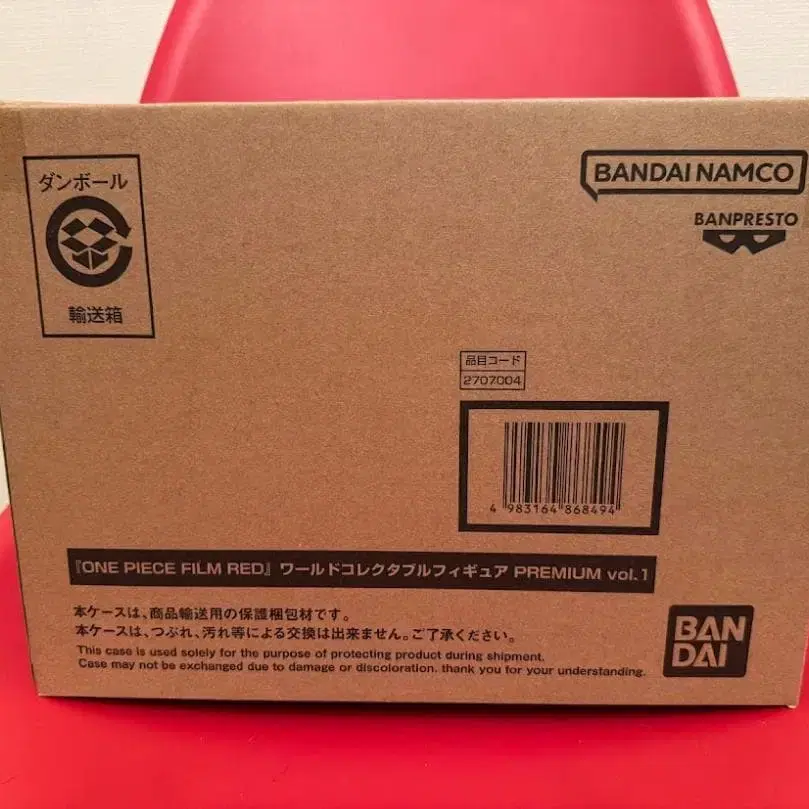 ダンボール
輸送箱
BANDAI NAMCO
BANPRESTO
品目コード
2707004
4 983164 868494
『ONE PIECE FILM RED』ワールドコレクタブルフィギュア PREMIUM vol.1
本ケースは、商品輸送用の保護梱包材です。
本ケースは、つぶれ、汚れ等による交換は出来ません。ご了承ください。
This case is used solely for the purpose of protecting product during shipment.
Case may not be exchanged due to damage or discoloration. thank you for your understanding.
BAN
DAI